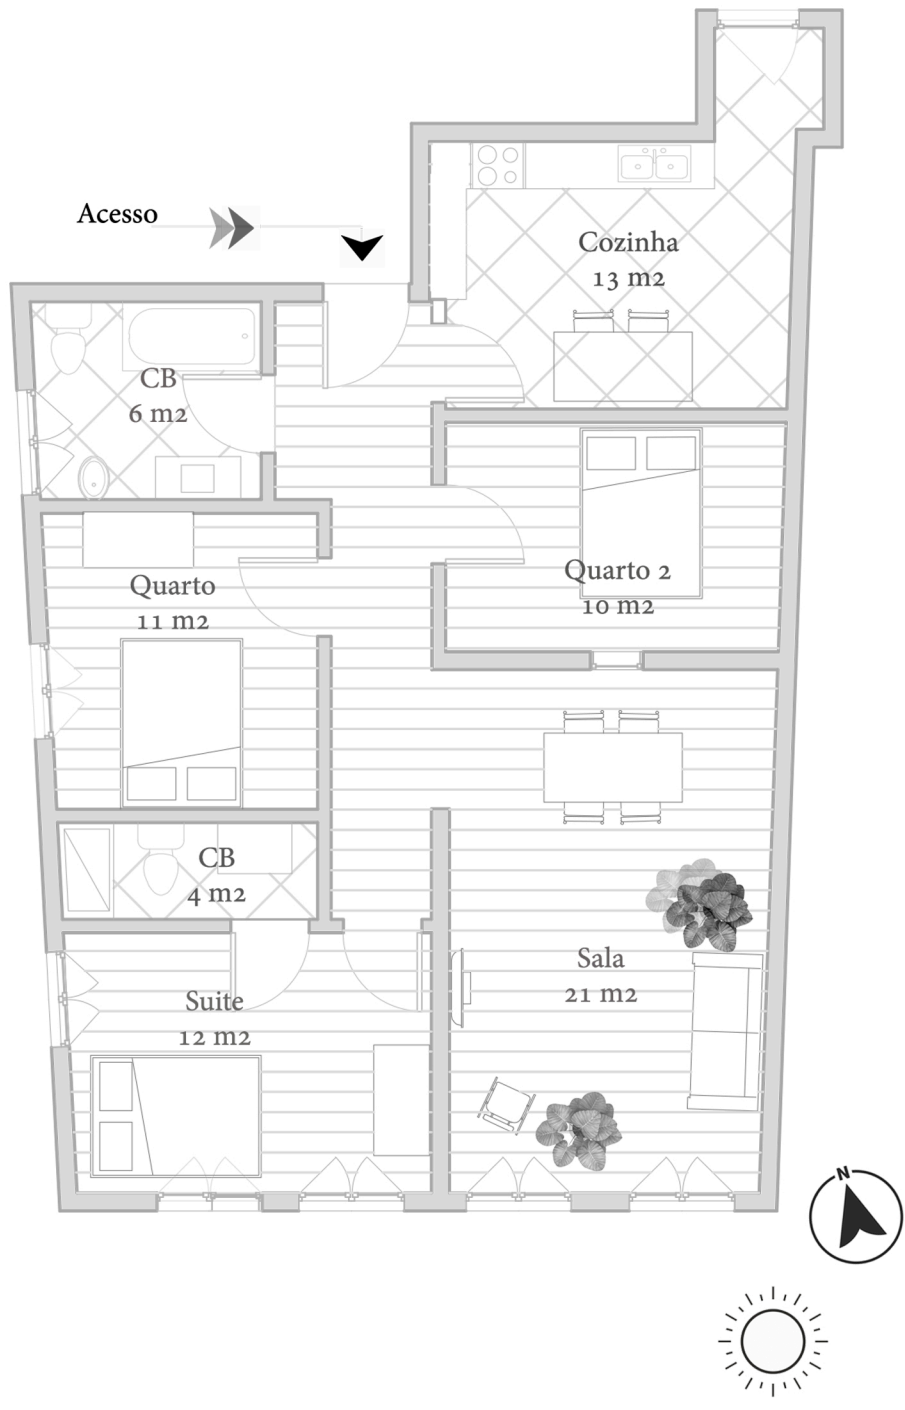 Acesso
Cozinha
13 m2
CB
6 m2
Quarto 2
10 m2
Quarto
11 m2
CB
4 m2
Sala
21 m2
Suite
12 m2
N